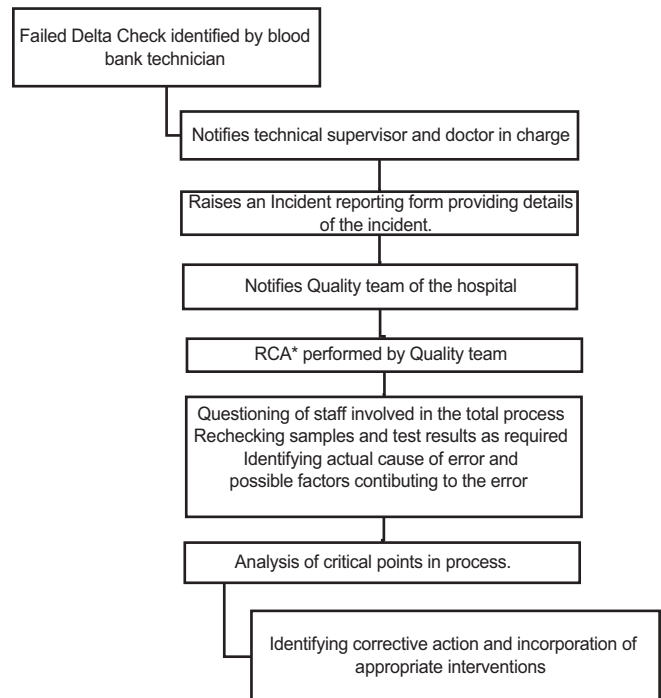 Failed Delta Check identified by blood
bank technician
Notifies technical supervisor and doctor in charge
Raises an Incident reporting form providing details
of the incident.
Notifies Quality team of the hospital
RCA* performed by Quality team
Questioning of staff involved in the total process
Rechecking samples and test results as required
Identifying actual cause of error and
possible factors contibuting to the error
Analysis of critical points in process.
Identifying corrective action and incorporation of
appropriate interventions